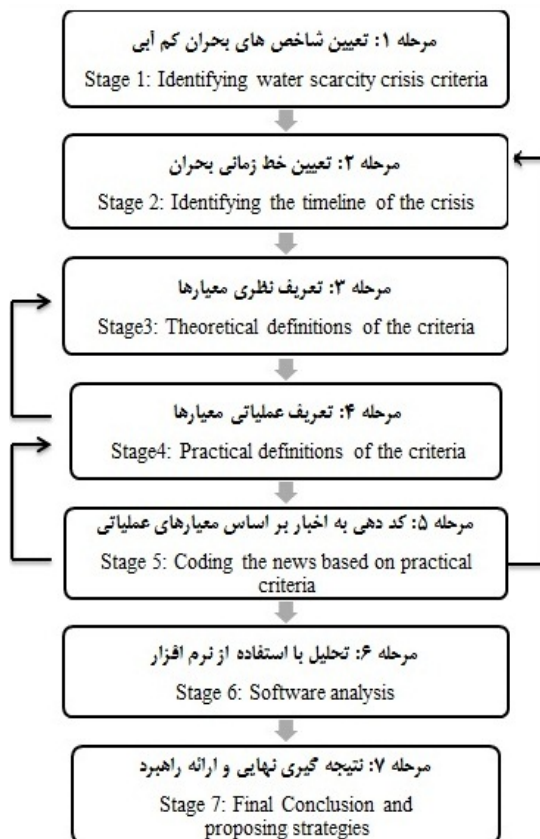 مرحله ۱: تعیین شاخص های بحران کم آبی
Stage 1: Identifying water scarcity crisis criteria
مرحله ۲: تعیین خط زمانی بحران
Stage 2: Identifying the timeline of the crisis
مرحله ۳: تعریف نظری معیارها
Stage3: Theoretical definitions of the criteria
مرحله ۴: تعریف عملیاتی معیارها
Stage4: Practical definitions of the criteria
مرحله ۵: کد دهی به اخبار بر اساس معیارهای عملیاتی
Stage 5: Coding the news based on practical
criteria
مرحله ۶: تحلیل با استفاده از نرم افزار
Stage 6: Software analysis
مرحله ۷: نتیجه گیری نهایی و ارائه راهبرد
Stage 7: Final Conclusion and
proposing strategies